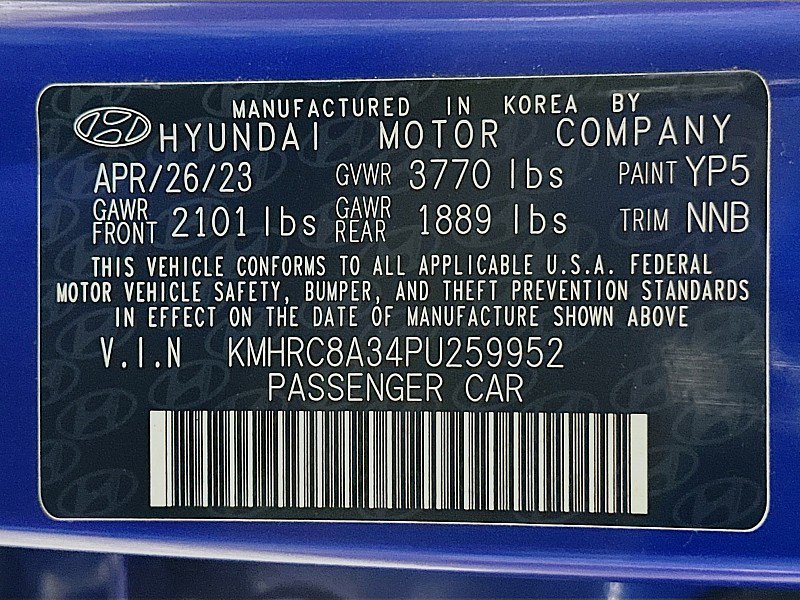 MANUFACTURED IN KOREA BY
HYUNDAI MOTOR COMPANY
APR/26/23 GVWR 3770 lbs PAINT YP5
GAWR FRONT 2101 lbs GAWR REAR 1889 lbs TRIM NNB
THIS VEHICLE CONFORMS TO ALL APPLICABLE U.S.A. FEDERAL
MOTOR VEHICLE SAFETY, BUMPER, AND THEFT PREVENTION STANDARDS
IN EFFECT ON THE DATE OF MANUFACTURE SHOWN ABOVE
V.I.N KMHRC8A34PU259952
PASSENGER CAR